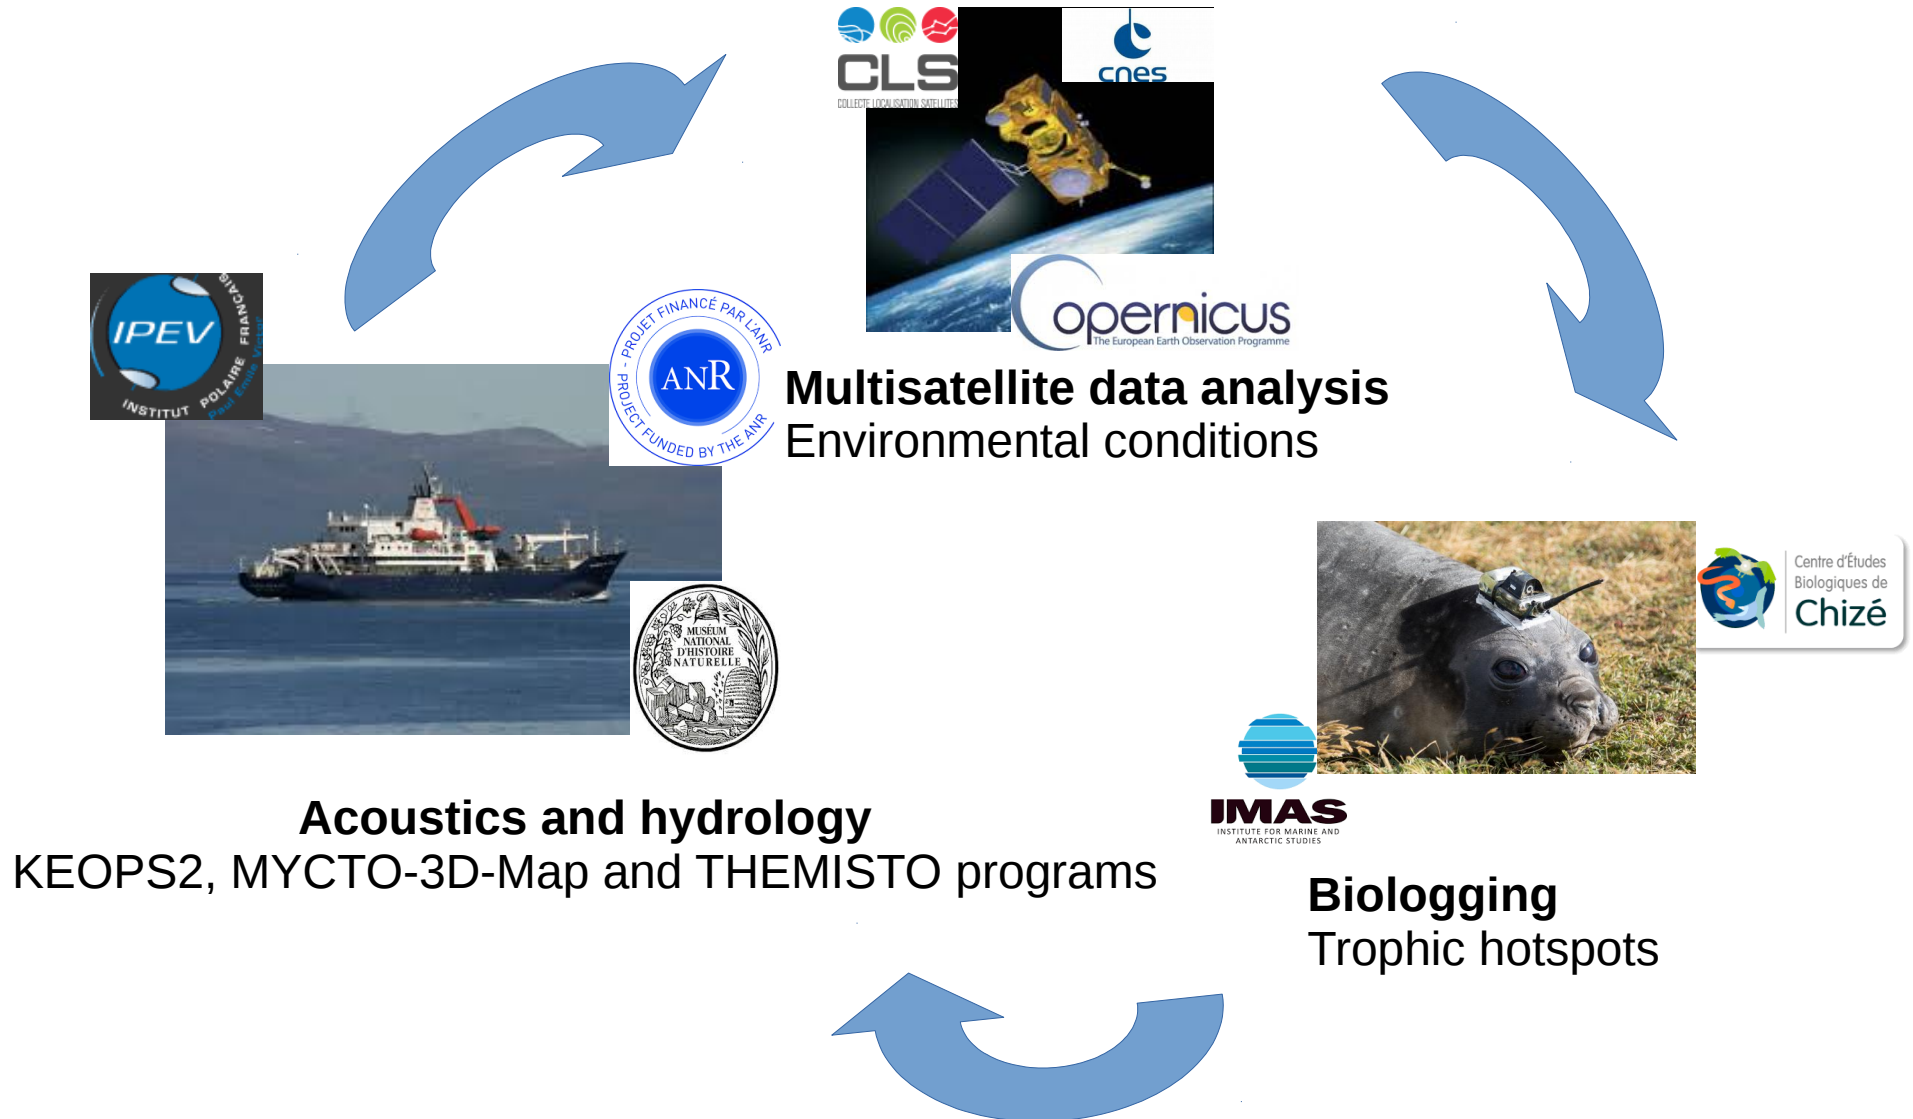 CLS
COLLECTE LOCALISATION SATELLITES
cnes
Copernicus
The European Earth Observation Programme
IPEV
INSTITUT POLAIRE FRANÇAIS
Paul Emile Victor
PROJET FINANCÉ PAR L'ANR - PROJECT FUNDED BY THE ANR
ANR
Multisatellite data analysis
Environmental conditions
MUSÉUM
NATIONAL
D'HISTOIRE
NATURELLE
Centre d'Études
Biologiques de
Chizé
IMAS
INSTITUTE FOR MARINE AND
ANTARCTIC STUDIES
Acoustics and hydrology
KEOPS2, MYCTO-3D-Map and THEMISTO programs
Biologging
Trophic hotspots